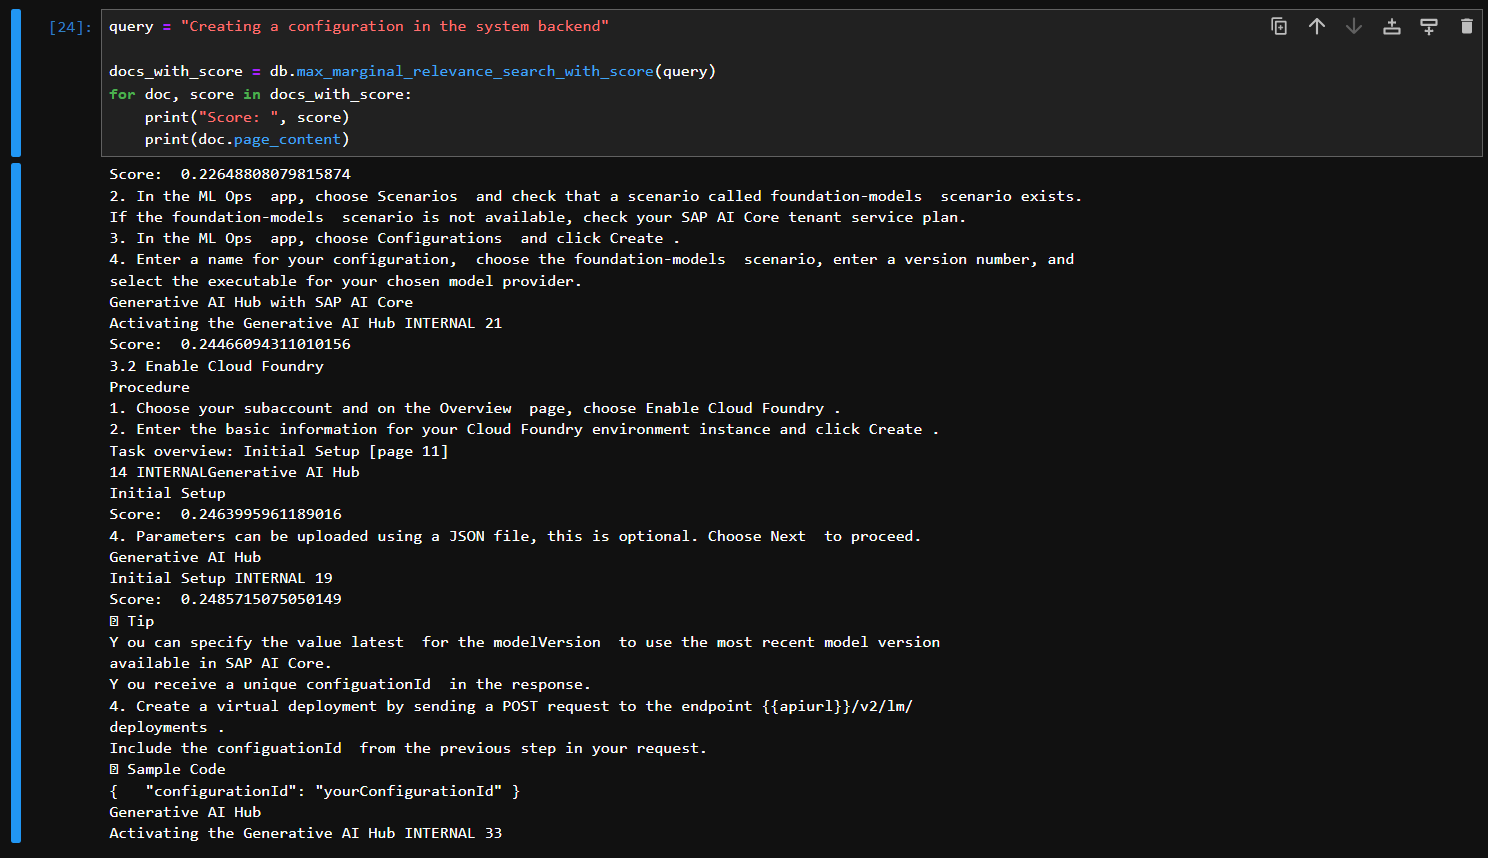 [24]: query = "Creating a configuration in the system backend"
docs_with_score = db.max_marginal_relevance_search_with_score(query)
for doc, score in docs_with_score:
    print("Score: ", score)
    print(doc.page_content)
Score:  0.22648808079815874
2. In the ML Ops  app, choose Scenarios  and check that a scenario called foundation-models  scenario exists.
If the foundation-models  scenario is not available, check your SAP AI Core tenant service plan.
3. In the ML Ops  app, choose Configurations  and click Create .
4. Enter a name for your configuration,  choose the foundation-models  scenario, enter a version number, and
select the executable for your chosen model provider.
Generative AI Hub with SAP AI Core
Activating the Generative AI Hub INTERNAL 21
Score:  0.24466094311010156
3.2 Enable Cloud Foundry
Procedure
1. Choose your subaccount and on the Overview  page, choose Enable Cloud Foundry .
2. Enter the basic information for your Cloud Foundry environment instance and click Create .
Task overview: Initial Setup [page 11]
14 INTERNALGenerative AI Hub
Initial Setup
Score:  0.2463995961189016
4. Parameters can be uploaded using a JSON file, this is optional. Choose Next  to proceed.
Generative AI Hub
Initial Setup INTERNAL 19
Score:  0.2485715075050149
Tip
Y ou can specify the value latest  for the modelVersion  to use the most recent model version
available in SAP AI Core.
Y ou receive a unique configuationId  in the response.
4. Create a virtual deployment by sending a POST request to the endpoint {{apiurl}}/v2/lm/
deployments .
Include the configuationId  from the previous step in your request.
Sample Code
{   "configurationId": "yourConfigurationId" }
Generative AI Hub
Activating the Generative AI Hub INTERNAL 33